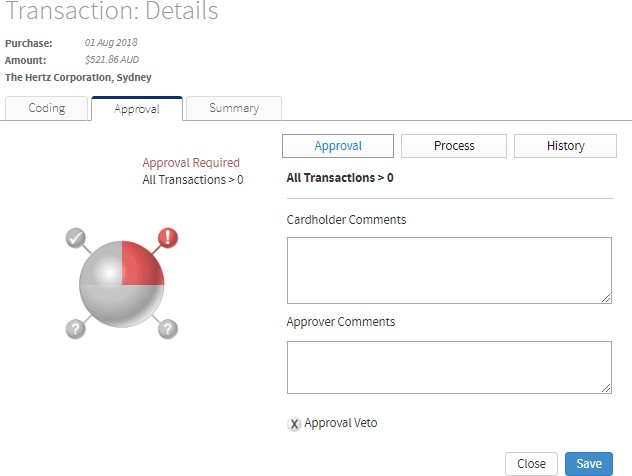 Transaction: Details
Purchase: 01 Aug 2018
Amount: $521.86 AUD
The Hertz Corporation, Sydney
Coding Approval Summary
Approval Process History
Approval Required
All Transactions > 0
All Transactions > 0
Cardholder Comments
! 
? ?
Approver Comments
X Approval Veto
Close Save